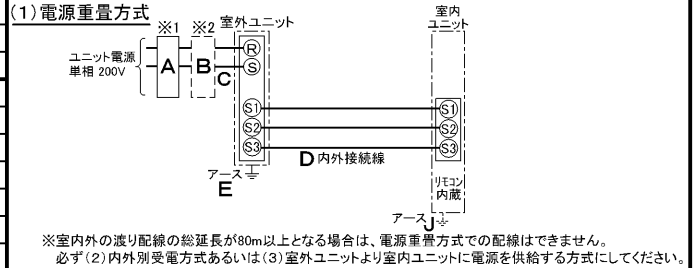 (1)電源重畳方式
※1 ※2 室外ユニット 室内ユニット
ユニット電源
単相 200V
A B C
R
S
S1 S1
S2 S2
S3 S3
D 内外接続線
アース
E
リモコン
内蔵
アース J
※室内外の渡り配線の総延長が80m以上となる場合は、電源重畳方式での配線はできません。
必ず(2)内外別受電方式あるいは(3)室外ユニットより室内ユニットに電源を供給する方式にしてください。